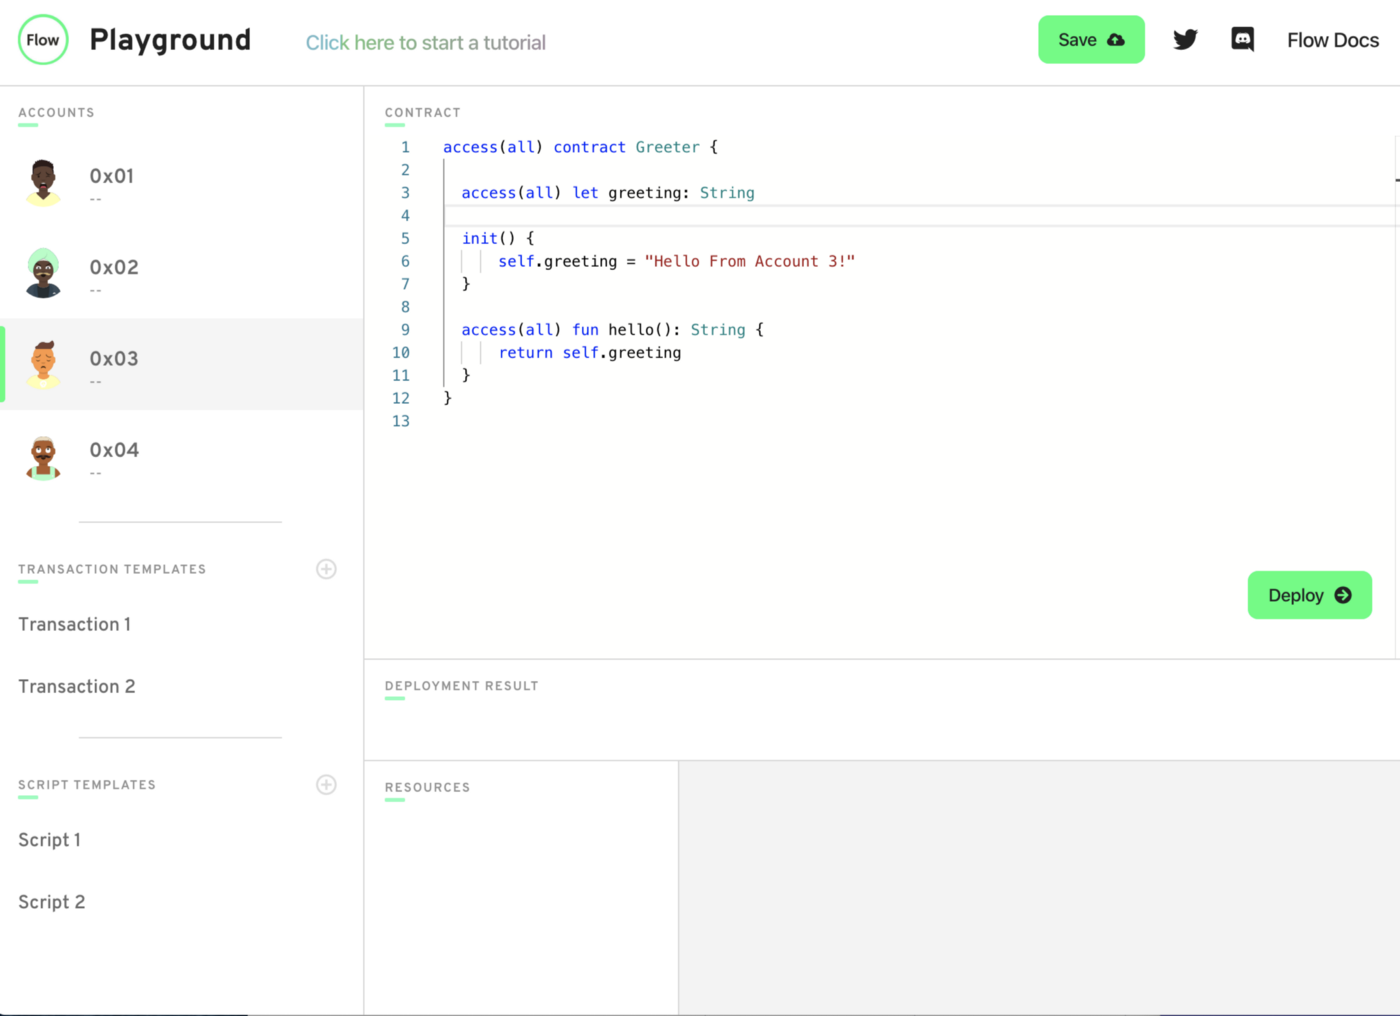 Flow
Playground
Click here to start a tutorial
Save
Flow Docs
ACCOUNTS
0x01
--
0x02
--
0x03
--
0x04
--
TRANSACTION TEMPLATES
Transaction 1
Transaction 2
SCRIPT TEMPLATES
Script 1
Script 2
CONTRACT
1 access(all) contract Greeter {
2
3 access(all) let greeting: String
4
5 init() {
6 self.greeting = "Hello From Account 3!"
7 }
8
9 access(all) fun hello(): String {
10 return self.greeting
11 }
12 }
13
Deploy
DEPLOYMENT RESULT
RESOURCES